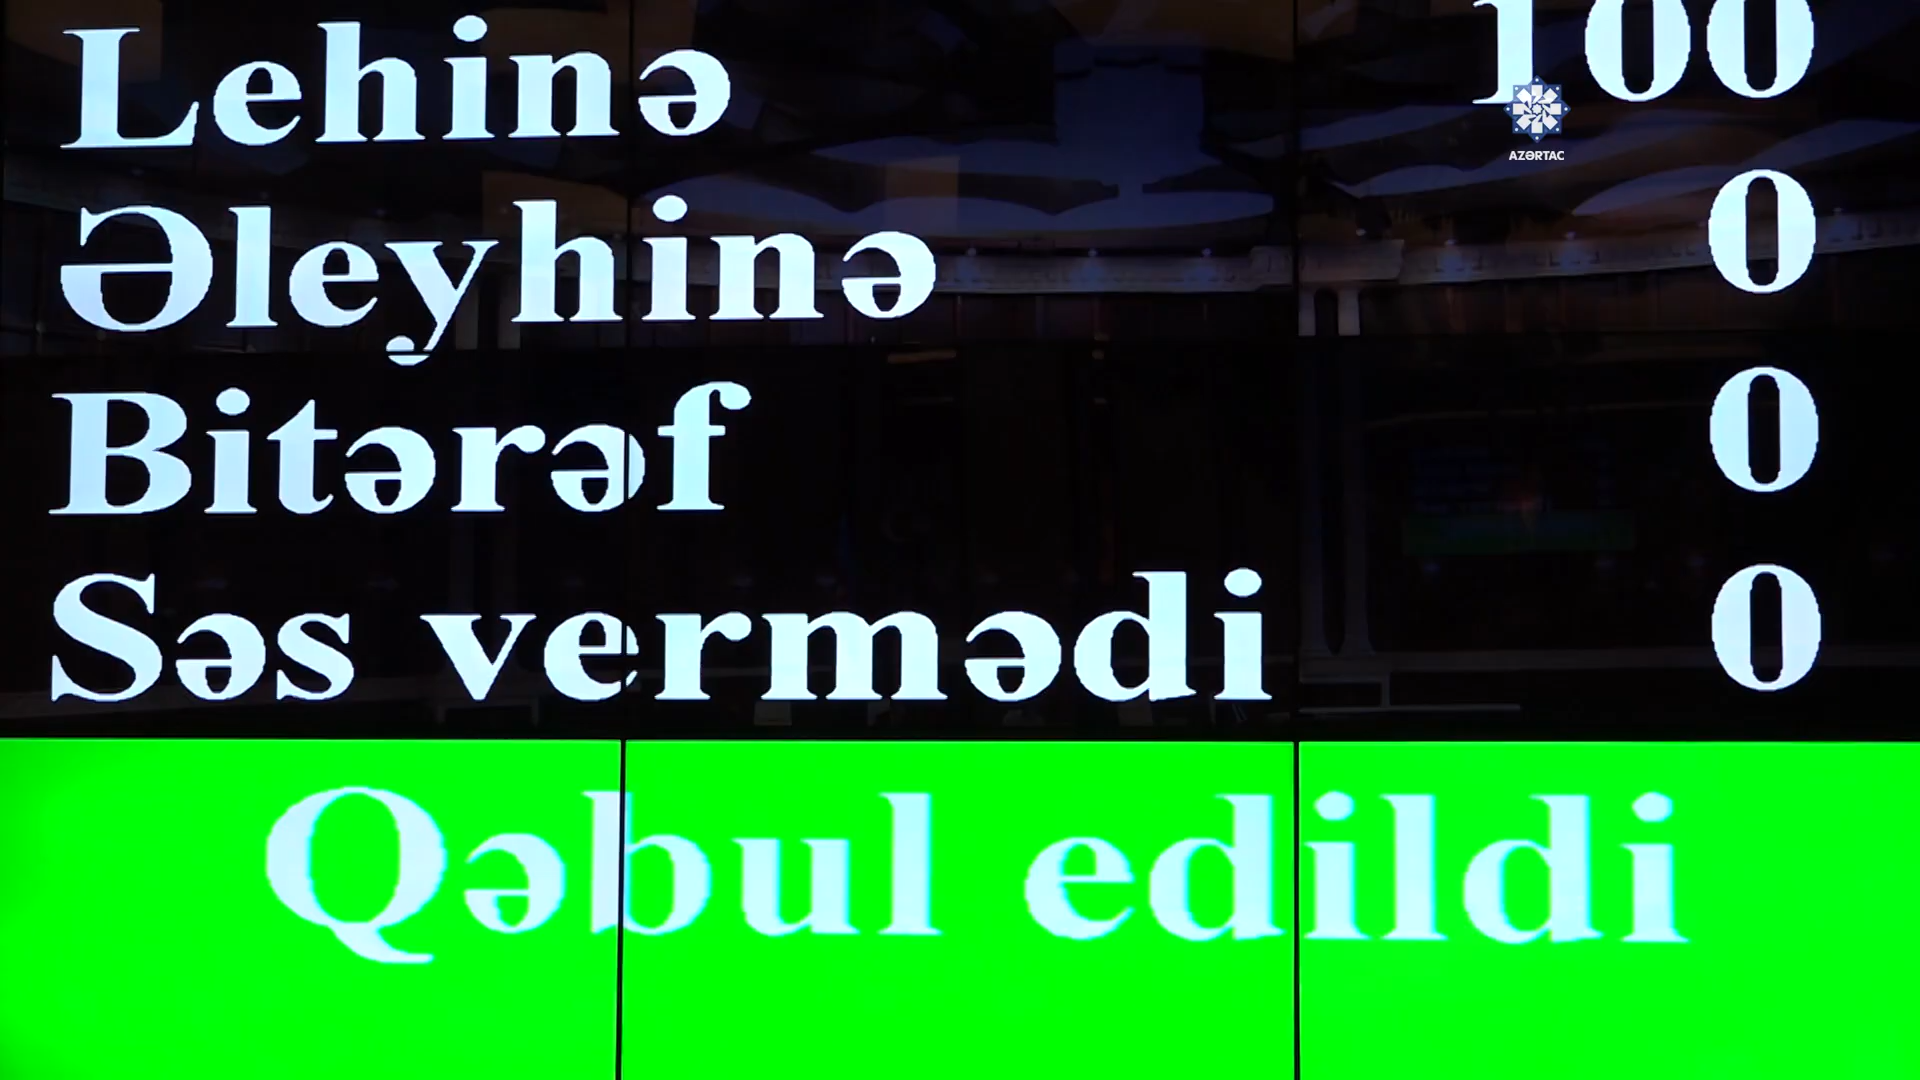 Lehinə 100
AZƏRTAC
Əleyhinə 0
Bitərəf 0
Səs vermədi 0
Qəbul edildi